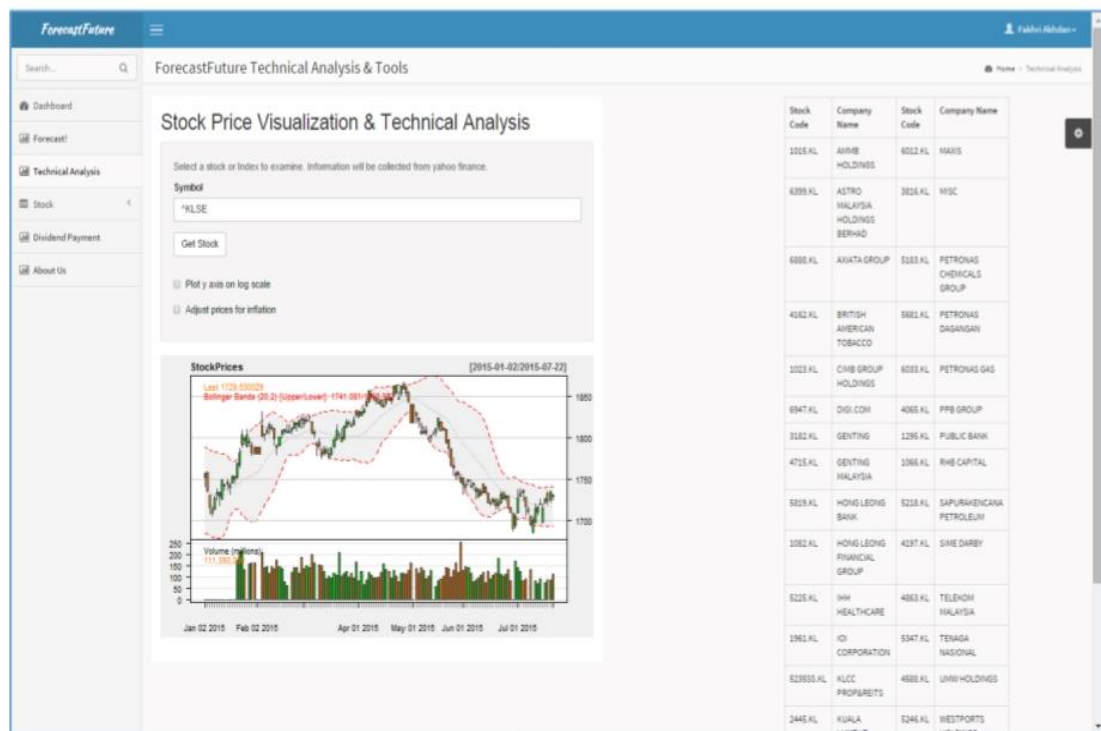 ForecastFuture
Fakhri Akhdan
Search...
ForecastFuture Technical Analysis & Tools
Home > Technical Analysis
Dashboard
Forecast!
Technical Analysis
Stock
Dividend Payment
About Us
Stock Price Visualization & Technical Analysis
Select a stock or Index to examine. Information will be collected from yahoo finance.
Symbol
^KLSE
Get Stock
Plot y axis on log scale
Adjust prices for inflation
StockPrices [2015-01-02/2015-07-22]
Last
Bollinger Bands (20,2) [Upper/Lower]:
1850
1800
1750
1700
Volume (millions):
250
200
150
100
50
0
Jan 02 2015 Feb 02 2015 Apr 01 2015 May 01 2015 Jun 01 2015 Jul 01 2015
Stock Code Company Name Stock Code Company Name
1015.KL AMMB HOLDINGS 6012.KL MAXIS
6399.KL ASTRO MALAYSIA HOLDINGS BERHAD 3816.KL MISC
6888.KL AXIATA GROUP 5183.KL PETRONAS CHEMICALS GROUP
4162.KL BRITISH AMERICAN TOBACCO 5681.KL PETRONAS DAGANGAN
1023.KL CIMB GROUP HOLDINGS 6033.KL PETRONAS GAS
6947.KL DIGI.COM 4065.KL PPB GROUP
3182.KL GENTING 1295.KL PUBLIC BANK
4715.KL GENTING MALAYSIA 1066.KL RHB CAPITAL
5819.KL HONG LEONG BANK 5218.KL SAPURAKENCANA PETROLEUM
1082.KL HONG LEONG FINANCIAL GROUP 4197.KL SIME DARBY
5225.KL IHH HEALTHCARE 4863.KL TELEKOM MALAYSIA
1961.KL IOI CORPORATION 5347.KL TENAGA NASIONAL
5235SS.KL KLCC PROP&REITS 4588.KL UMW HOLDINGS
2445.KL KUALA 5246.KL WESTPORTS